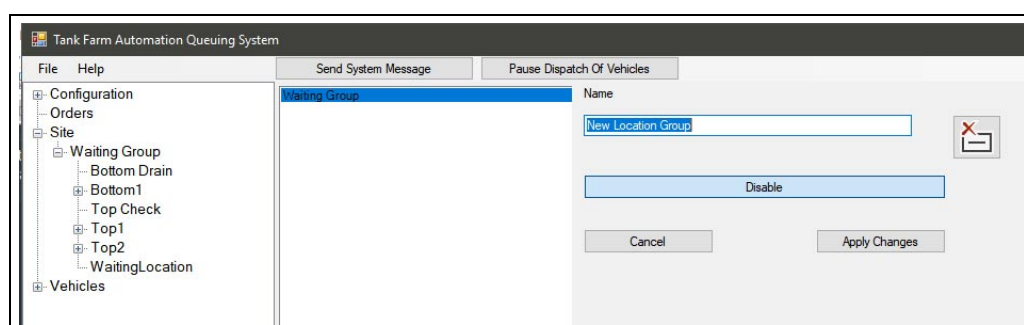 Tank Farm Automation Queuing System
File Help Send System Message Pause Dispatch Of Vehicles
Configuration
Orders
Site
Waiting Group
Bottom Drain
Bottom1
Top Check
Top1
Top2
WaitingLocation
Vehicles
Waiting Group
Name
New Location Group
Disable
Cancel Apply Changes